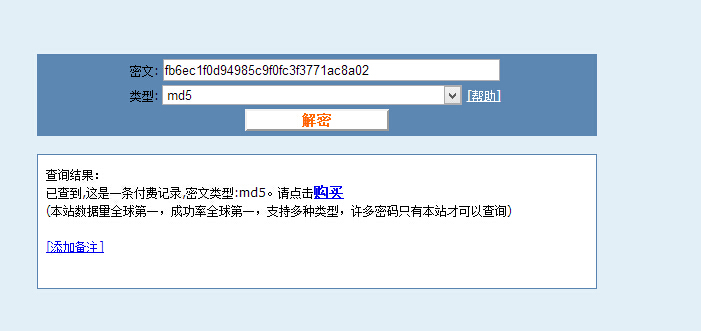 密文: fb6ec1f0d94985c9f0fc3f3771ac8a02
类型: md5 [帮助]
解密
查询结果:
已查到,这是一条付费记录,密文类型:md5。请点击购买
(本站数据量全球第一，成功率全球第一，支持多种类型，许多密码只有本站才可以查询)
[添加备注]